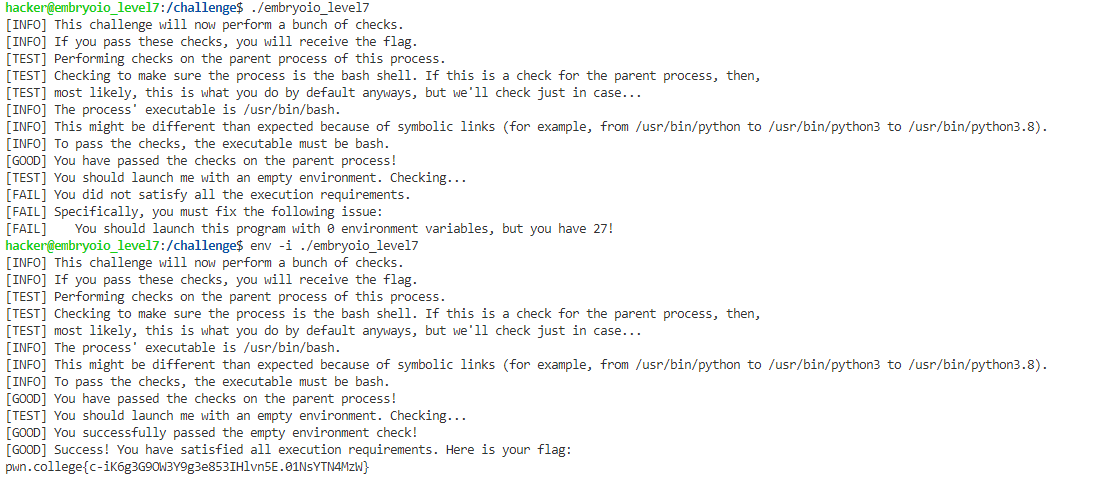 hacker@embryoio_level7:/challenge$ ./embryoio_level7
[INFO] This challenge will now perform a bunch of checks.
[INFO] If you pass these checks, you will receive the flag.
[TEST] Performing checks on the parent process of this process.
[TEST] Checking to make sure the process is the bash shell. If this is a check for the parent process, then,
[TEST] most likely, this is what you do by default anyways, but we'll check just in case...
[INFO] The process' executable is /usr/bin/bash.
[INFO] This might be different than expected because of symbolic links (for example, from /usr/bin/python to /usr/bin/python3 to /usr/bin/python3.8).
[INFO] To pass the checks, the executable must be bash.
[GOOD] You have passed the checks on the parent process!
[TEST] You should launch me with an empty environment. Checking...
[FAIL] You did not satisfy all the execution requirements.
[FAIL] Specifically, you must fix the following issue:
[FAIL]    You should launch this program with 0 environment variables, but you have 27!
hacker@embryoio_level7:/challenge$ env -i ./embryoio_level7
[INFO] This challenge will now perform a bunch of checks.
[INFO] If you pass these checks, you will receive the flag.
[TEST] Performing checks on the parent process of this process.
[TEST] Checking to make sure the process is the bash shell. If this is a check for the parent process, then,
[TEST] most likely, this is what you do by default anyways, but we'll check just in case...
[INFO] The process' executable is /usr/bin/bash.
[INFO] This might be different than expected because of symbolic links (for example, from /usr/bin/python to /usr/bin/python3 to /usr/bin/python3.8).
[INFO] To pass the checks, the executable must be bash.
[GOOD] You have passed the checks on the parent process!
[TEST] You should launch me with an empty environment. Checking...
[GOOD] You successfully passed the empty environment check!
[GOOD] Success! You have satisfied all execution requirements. Here is your flag:
pwn.college{c-iK6g3G9OW3Y9g3e853IHlvn5E.01NsYTN4MzW}